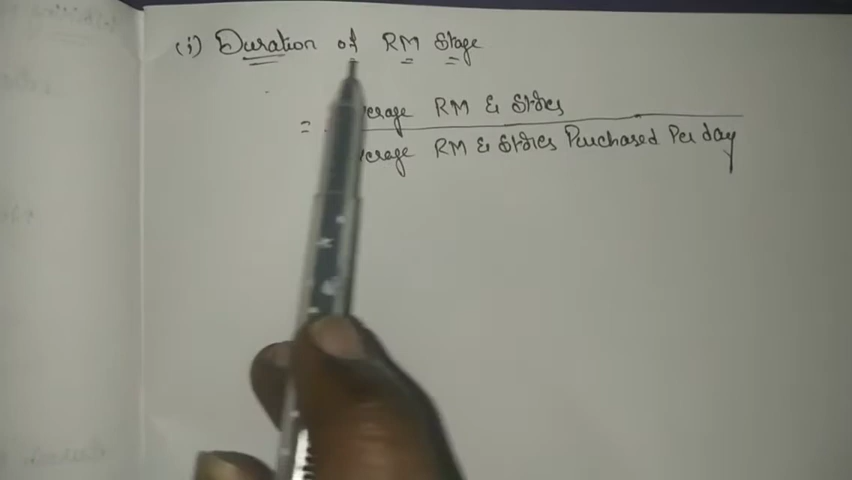 (i) Duration of RM Stage
= erage RM & Stores
erage RM & Stores Purchased Per day